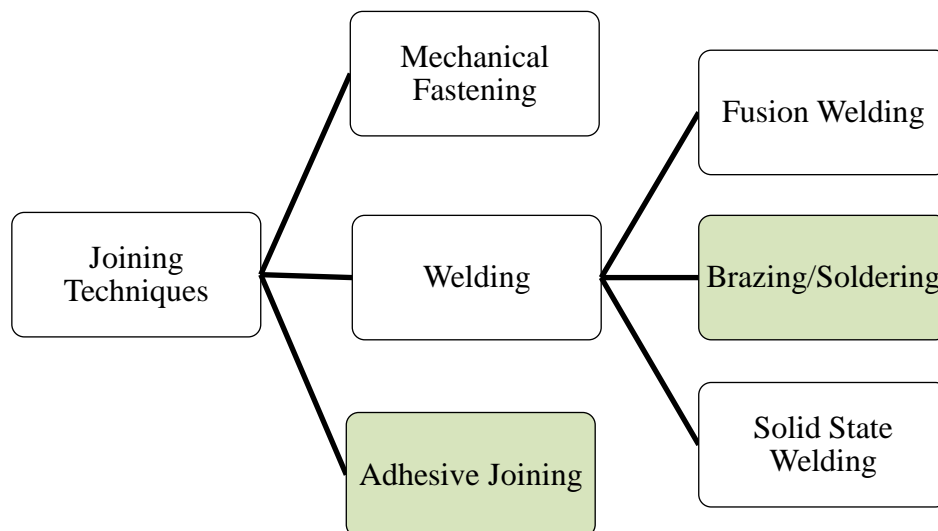 Mechanical
Fastening
Fusion Welding
Joining
Techniques
Welding
Brazing/Soldering
Adhesive Joining
Solid State
Welding